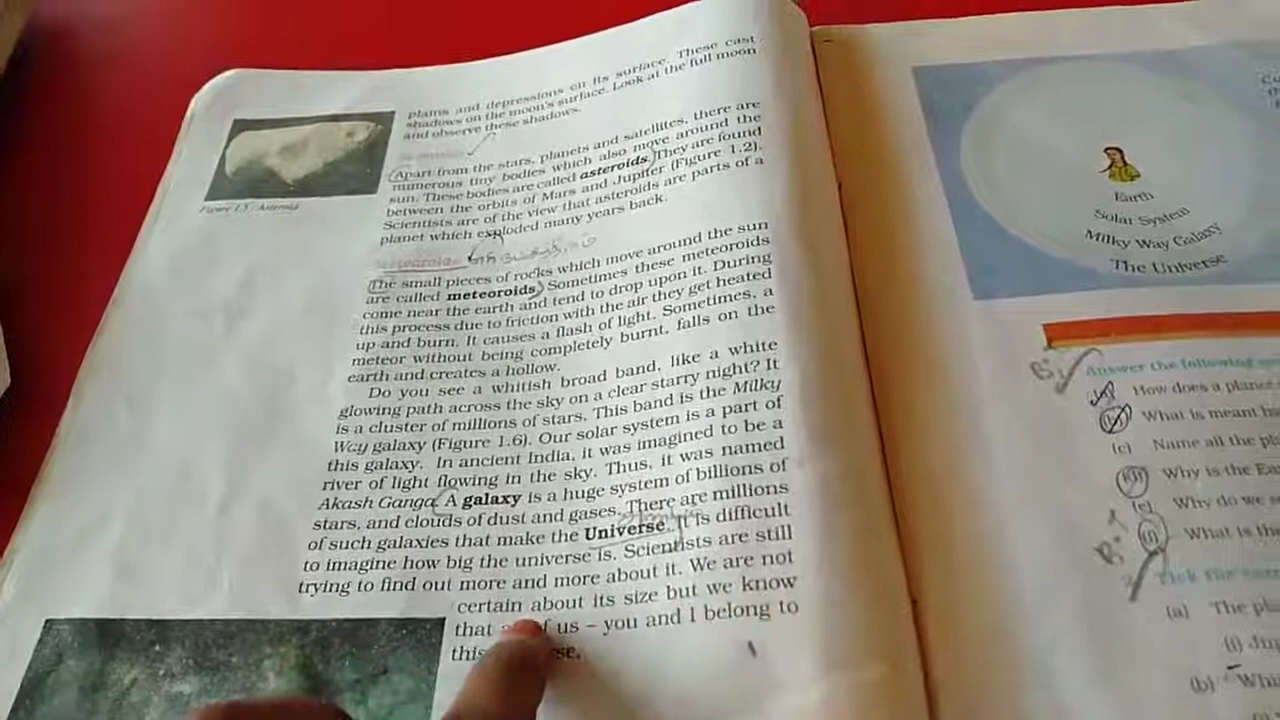 plains and depressions on its surface. These cast
shadows on the moon's surface. Look at the full moon
and observe these shadows.
Figure 1.5 : Asteroid
Apart from the stars, planets and satellites, there are
numerous tiny bodies which also move around the
sun. These bodies are called asteroids. They are found
between the orbits of Mars and Jupiter (Figure 1.2).
Scientists are of the view that asteroids are parts of a
planet which exploded many years back.
Meteoroids
The small pieces of rocks which move around the sun
are called meteoroids. Sometimes these meteoroids
come near the earth and tend to drop upon it. During
this process due to friction with the air they get heated
up and burn. It causes a flash of light. Sometimes, a
meteor without being completely burnt, falls on the
earth and creates a hollow.
Do you see a whitish broad band, like a white
glowing path across the sky on a clear starry night? It
is a cluster of millions of stars. This band is the Milky
Way galaxy (Figure 1.6). Our solar system is a part of
this galaxy. In ancient India, it was imagined to be a
river of light flowing in the sky. Thus, it was named
Akash Ganga. A galaxy is a huge system of billions of
stars, and clouds of dust and gases. There are millions
of such galaxies that make the Universe. It is difficult
to imagine how big the universe is. Scientists are still
trying to find out more and more about it. We are not
certain about its size but we know
that of us – you and I belong to
this
Earth
Solar System
Milky Way Galaxy
The Universe
Answer the following
(a) How does a planet
(b) What is meant
(c) Name all the
(d) Why is the
(e) Why do we
(f) What is the
Tick the
(a) The
(i)
(b)